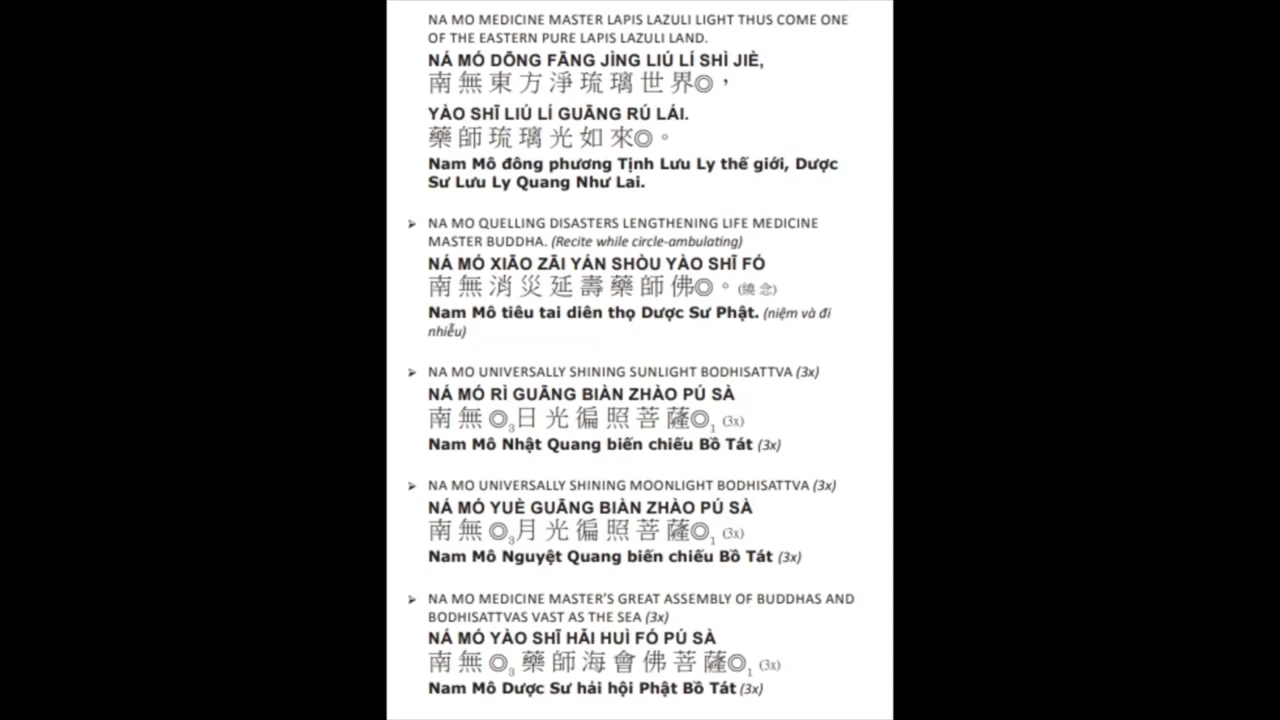 NA MO MEDICINE MASTER LAPIS LAZULI LIGHT THUS COME ONE
OF THE EASTERN PURE LAPIS LAZULI LAND.
NÁ MÓ DŌNG FĀNG JÌNG LIÚ LÍ SHÌ JIÈ,
南無東方淨琉璃世界◎，
YÀO SHĪ LIÚ LÍ GUĀNG RÚ LÁI.
藥師琉璃光如來◎。
Nam Mô đông phương Tịnh Lưu Ly thế giới, Dược
Sư Lưu Ly Quang Như Lai.
➢ NA MO QUELLING DISASTERS LENGTHENING LIFE MEDICINE
MASTER BUDDHA. (Recite while circle-ambulating)
NÁ MÓ XIĀO ZĀI YÁN SHÒU YÀO SHĪ FÓ
南無消災延壽藥師佛◎。(繞念)
Nam Mô tiêu tai diên thọ Dược Sư Phật. (niệm và đi
nhiễu)
➢ NA MO UNIVERSALLY SHINING SUNLIGHT BODHISATTVA (3x)
NÁ MÓ RÌ GUĀNG BIÀN ZHÀO PÚ SÀ
南無◎3日光徧照菩薩◎1 (3x)
Nam Mô Nhật Quang biến chiếu Bồ Tát (3x)
➢ NA MO UNIVERSALLY SHINING MOONLIGHT BODHISATTVA (3x)
NÁ MÓ YUÈ GUĀNG BIÀN ZHÀO PÚ SÀ
南無◎3月光徧照菩薩◎1 (3x)
Nam Mô Nguyệt Quang biến chiếu Bồ Tát (3x)
➢ NA MO MEDICINE MASTER’S GREAT ASSEMBLY OF BUDDHAS AND
BODHISATTVAS VAST AS THE SEA (3x)
NÁ MÓ YÀO SHĪ HǍI HUÌ FÓ PÚ SÀ
南無◎3藥師海會佛菩薩◎1 (3x)
Nam Mô Dược Sư hải hội Phật Bồ Tát (3x)